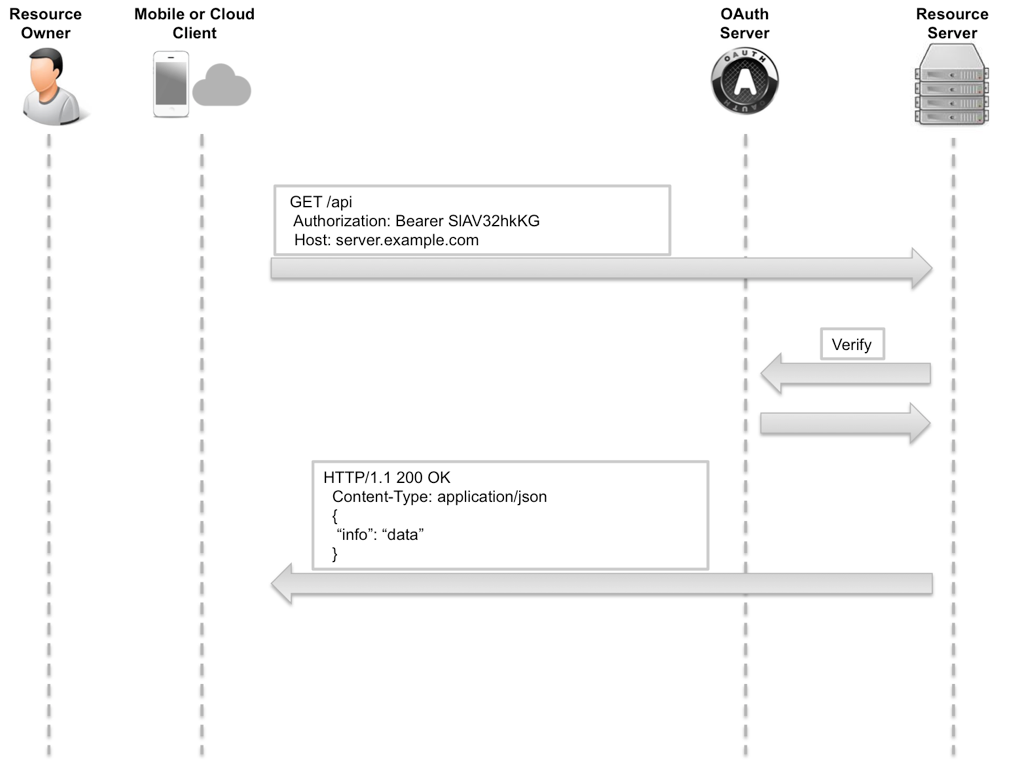 Resource
Owner
Mobile or Cloud
Client
OAuth
Server
Resource
Server
OAUTH
A
OAUTH
GET /api
Authorization: Bearer SlAV32hkKG
Host: server.example.com
Verify
HTTP/1.1 200 OK
Content-Type: application/json
{
“info”: “data”
}